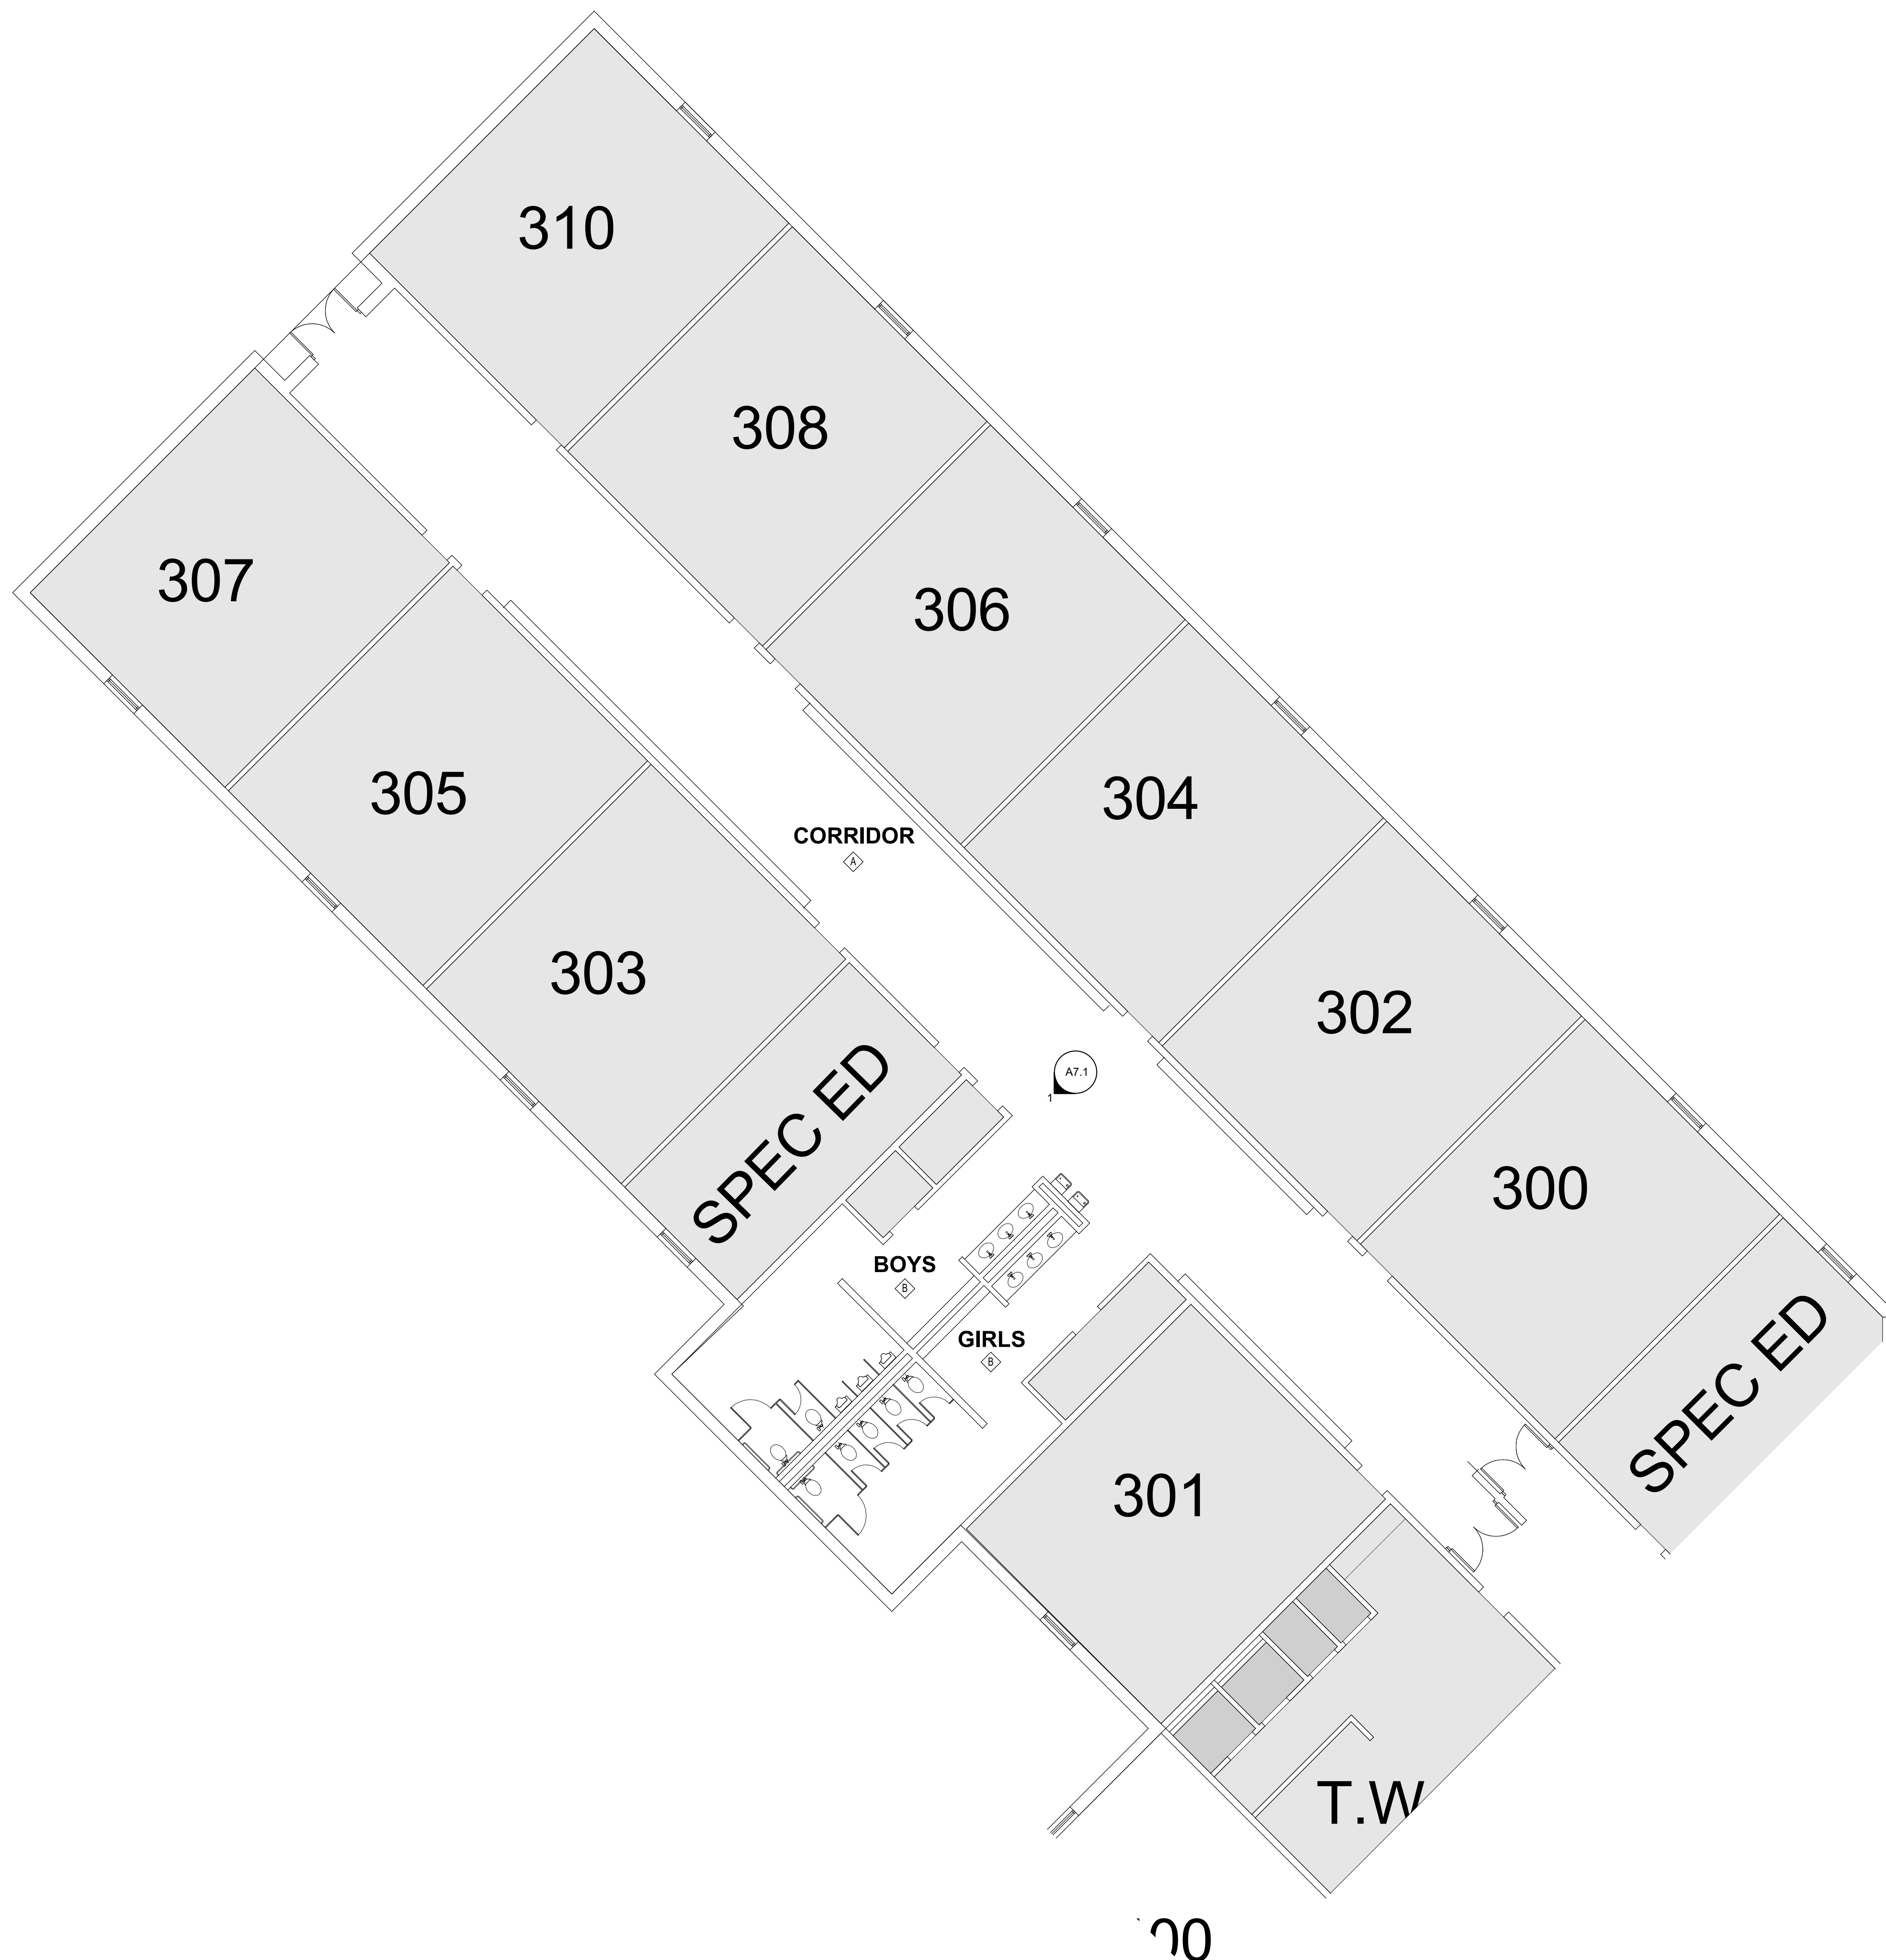 310
308
307
306
305
304
CORRIDOR
A
303
302
A7.1
1
SPEC ED
300
BOYS
B
GIRLS
B
SPEC ED
301
T.W